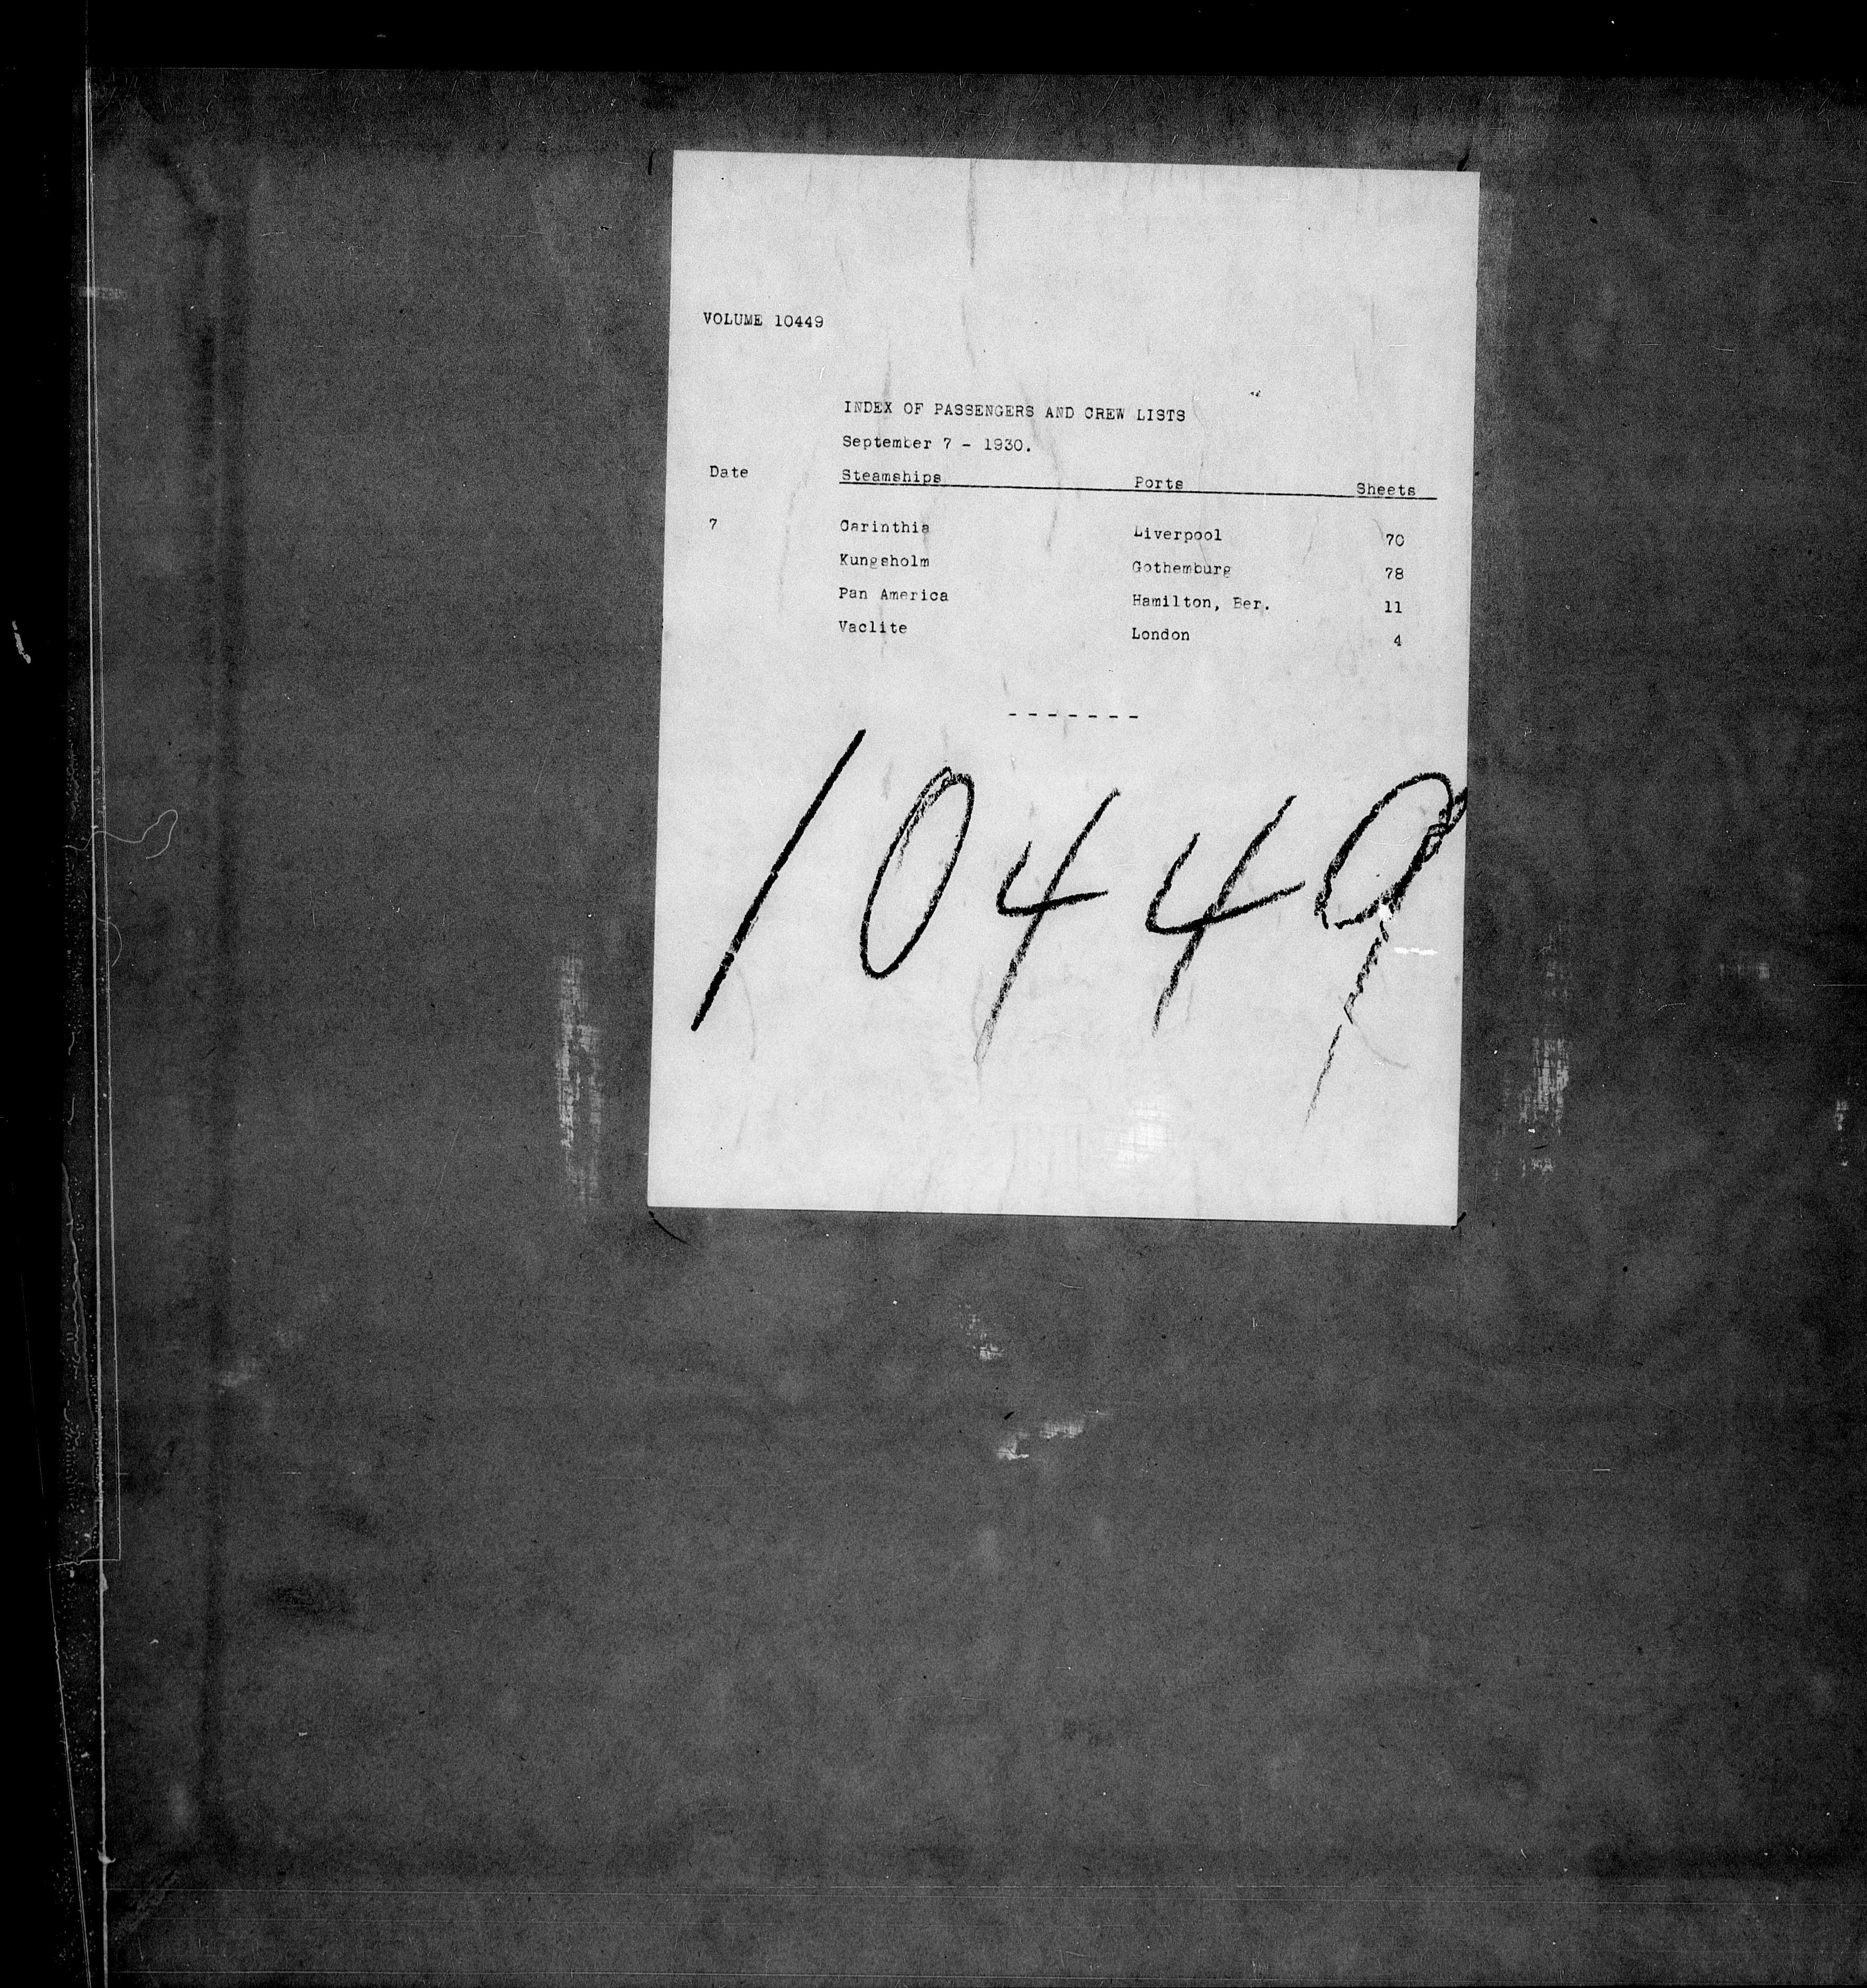 VOLUME 10449
INDEX OF PASSENGERS AND CREW LISTS
September 7 - 1930.
Date Steamships Ports Sheets
7 Carinthia Liverpool 70
Kungsholm Gothemburg 78
Pan America Hamilton, Ber. 11
Vaclite London 4
- - - - - - -
10449